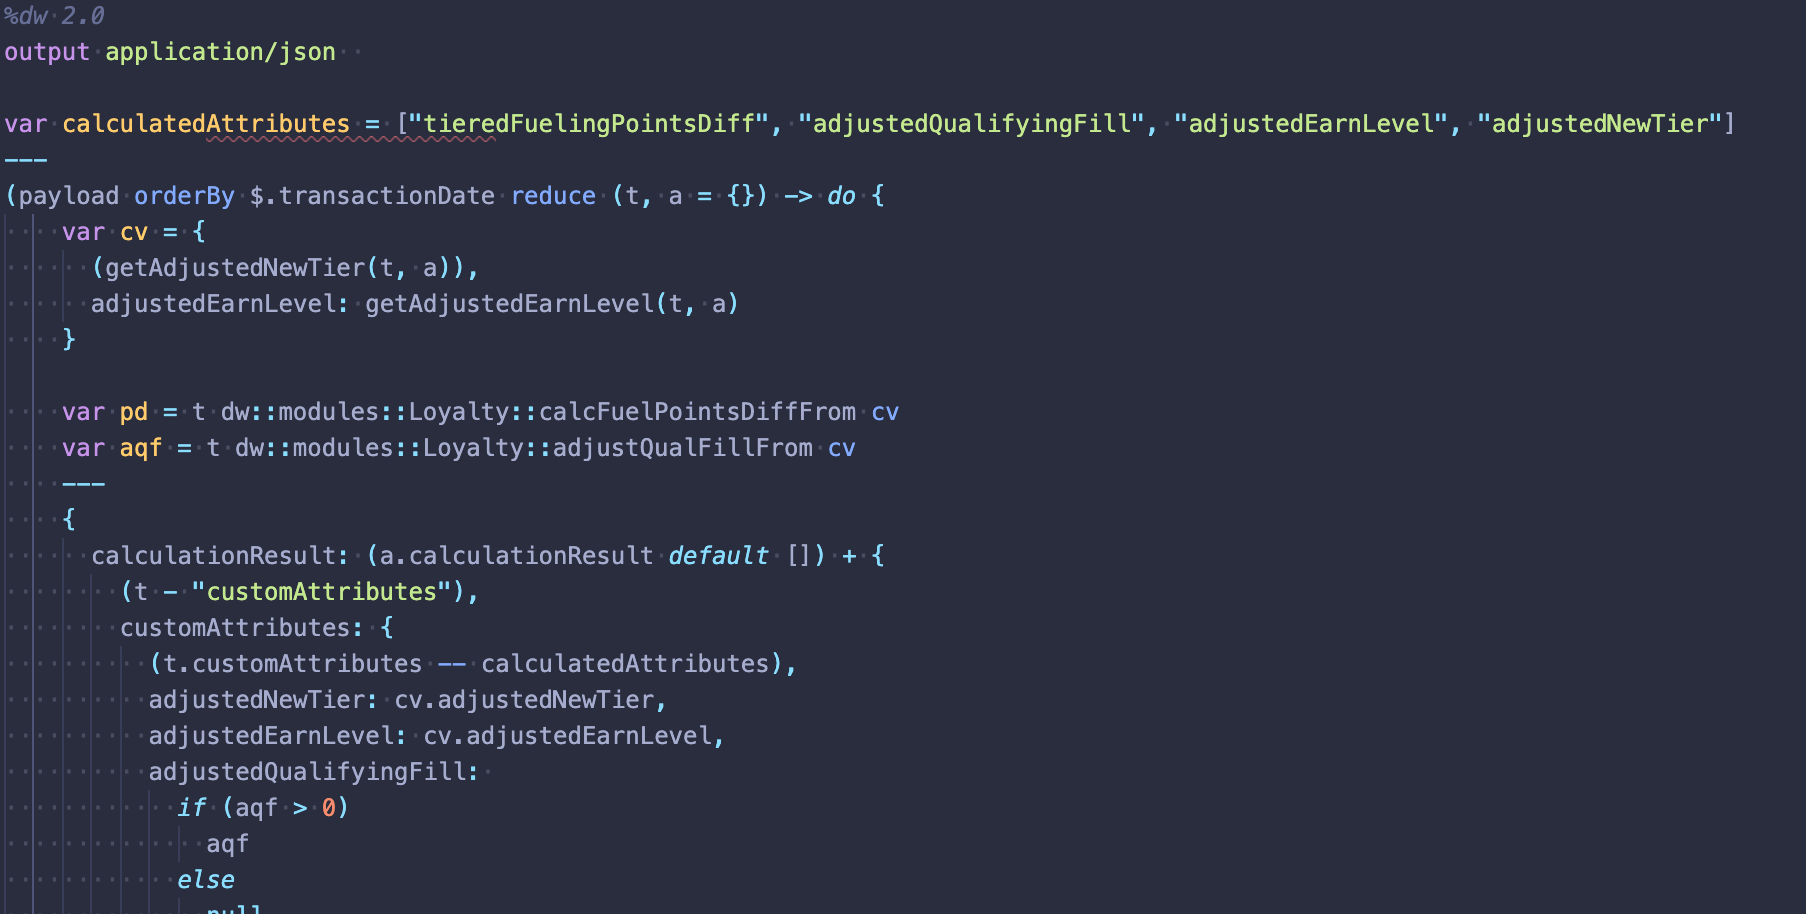 %dw 2.0
output application/json
var calculatedAttributes = ["tieredFuelingPointsDiff", "adjustedQualifyingFill", "adjustedEarnLevel", "adjustedNewTier"]
---
(payload orderBy $.transactionDate reduce (t, a = {}) -> do {
    var cv = {
      (getAdjustedNewTier(t, a)),
      adjustedEarnLevel: getAdjustedEarnLevel(t, a)
    }
    var pd = t dw::modules::Loyalty::calcFuelPointsDiffFrom cv
    var aqf = t dw::modules::Loyalty::adjustQualFillFrom cv
    ---
    {
      calculationResult: (a.calculationResult default []) + {
        (t - "customAttributes"),
        customAttributes: {
          (t.customAttributes -- calculatedAttributes),
          adjustedNewTier: cv.adjustedNewTier,
          adjustedEarnLevel: cv.adjustedEarnLevel,
          adjustedQualifyingFill:
            if (aqf > 0)
              aqf
            else
              null